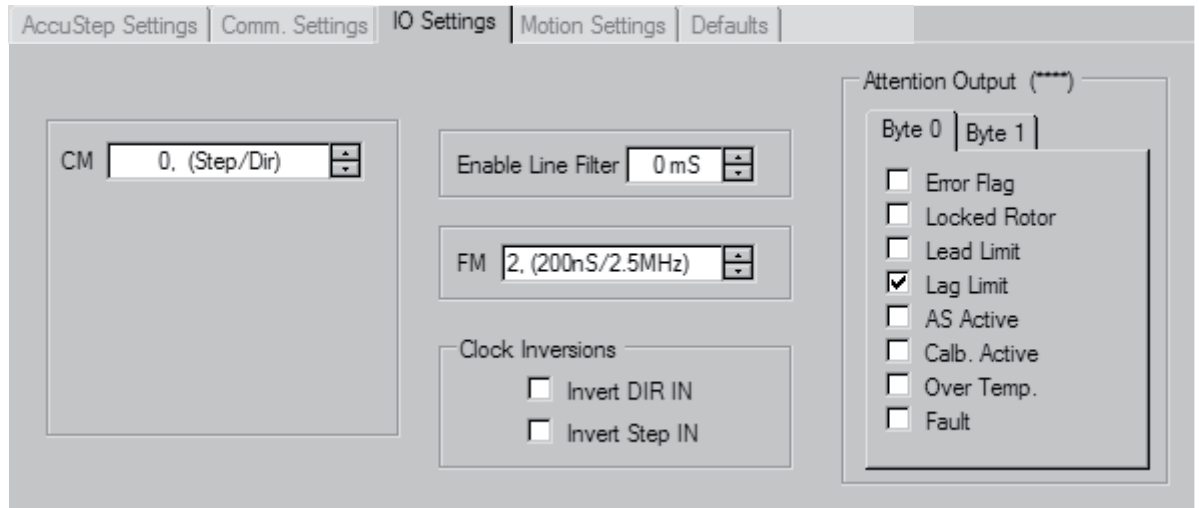 AccuStep Settings Comm. Settings IO Settings Motion Settings Defaults
CM 0, (Step/Dir)
Enable Line Filter 0 mS
FM 2, (200nS/2.5MHz)
Clock Inversions
Invert DIR IN
Invert Step IN
Attention Output (****)
Byte 0 Byte 1
Error Flag
Locked Rotor
Lead Limit
Lag Limit
AS Active
Calb. Active
Over Temp.
Fault